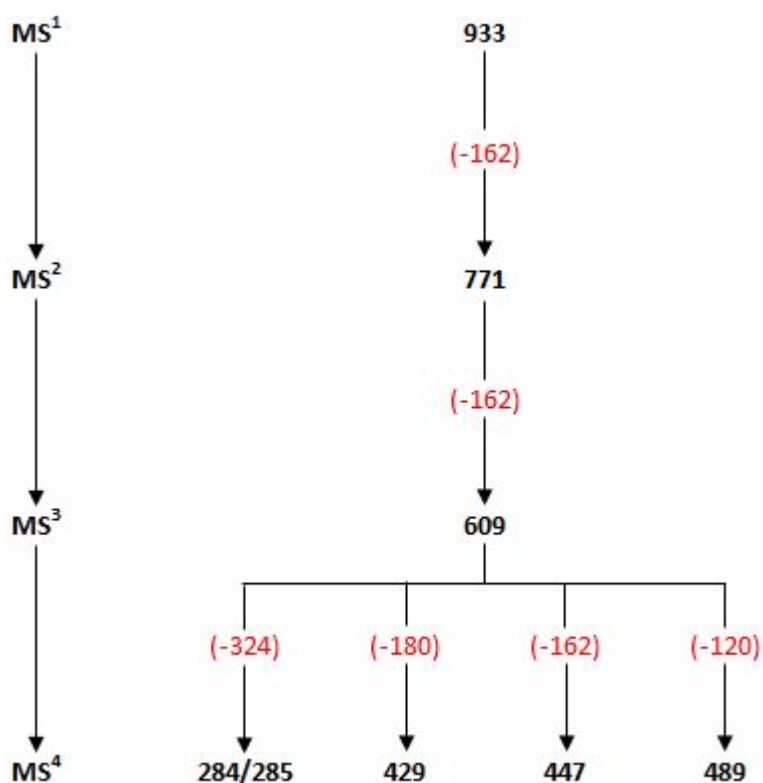 MS¹ 933
(-162)
MS² 771
(-162)
MS³ 609
(-324) (-180) (-162) (-120)
MS⁴ 284/285 429 447 489